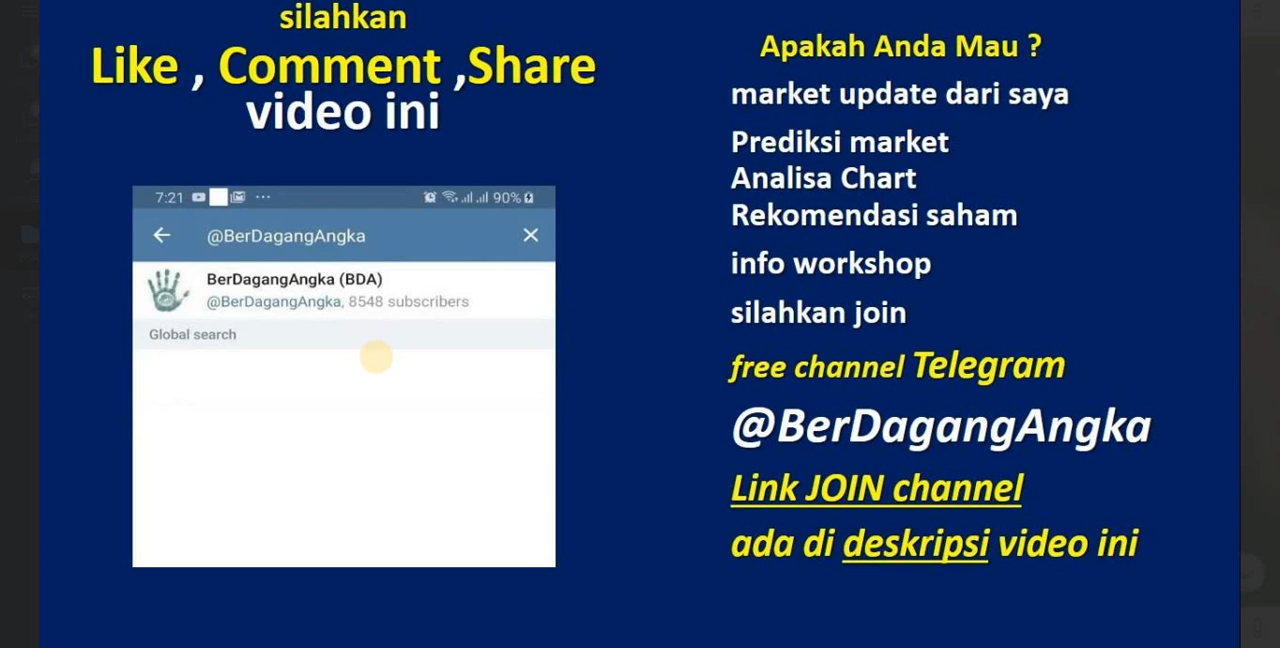 silahkan
Like , Comment ,Share
video ini
7:21 ... 90%
@BerDagangAngka
BerDagangAngka (BDA)
@BerDagangAngka, 8548 subscribers
Global search
Apakah Anda Mau ?
market update dari saya
Prediksi market
Analisa Chart
Rekomendasi saham
info workshop
silahkan join
free channel Telegram
@BerDagangAngka
Link JOIN channel
ada di deskripsi video ini